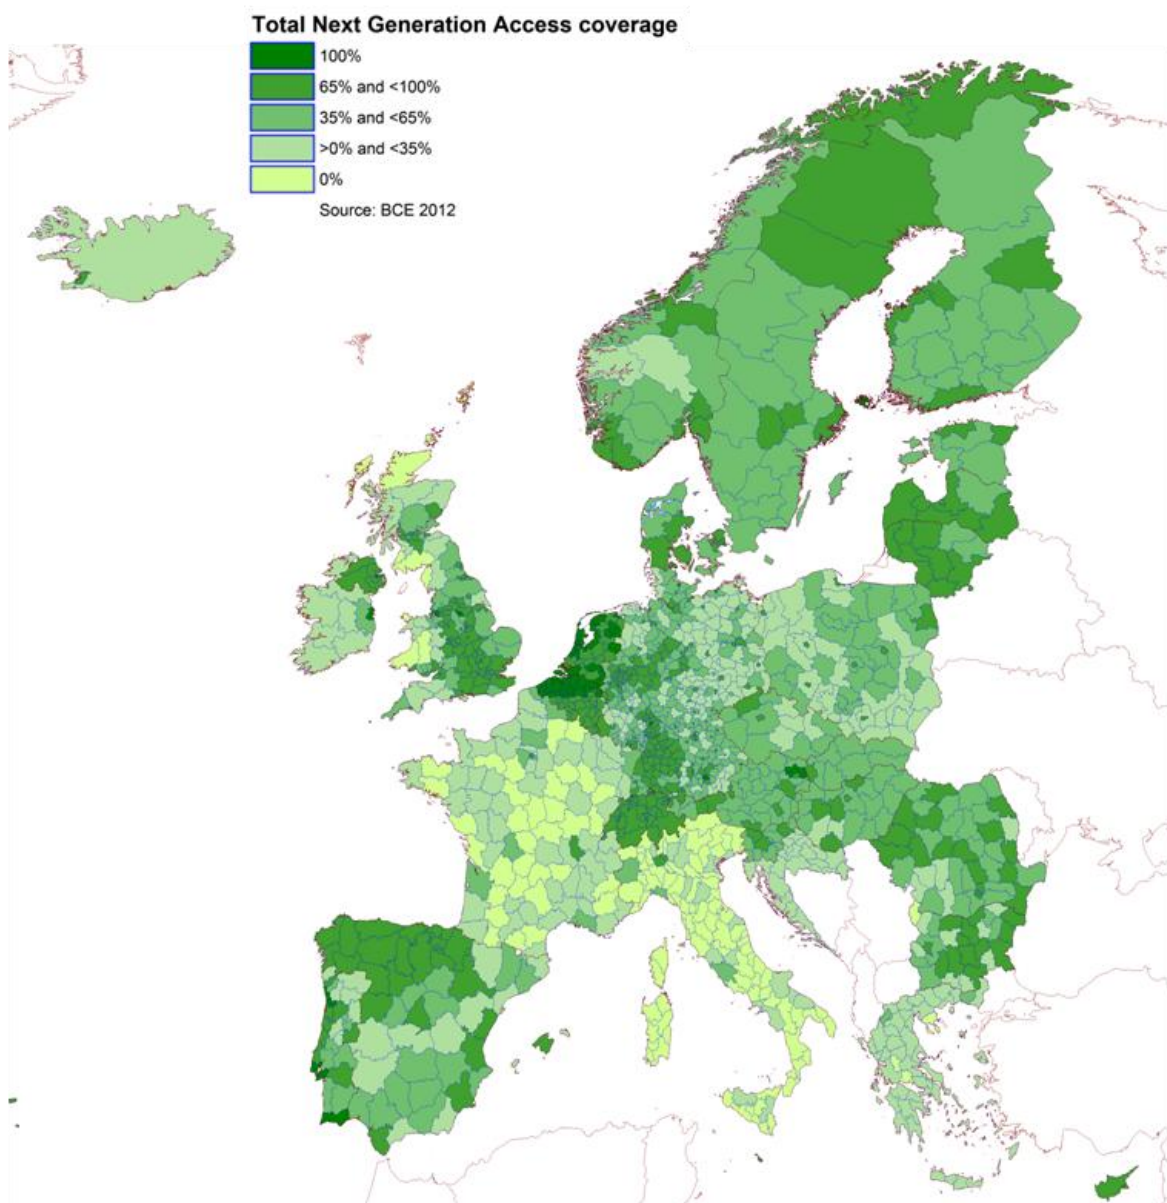 Total Next Generation Access coverage
100%
65% and <100%
35% and <65%
>0% and <35%
0%
Source: BCE 2012